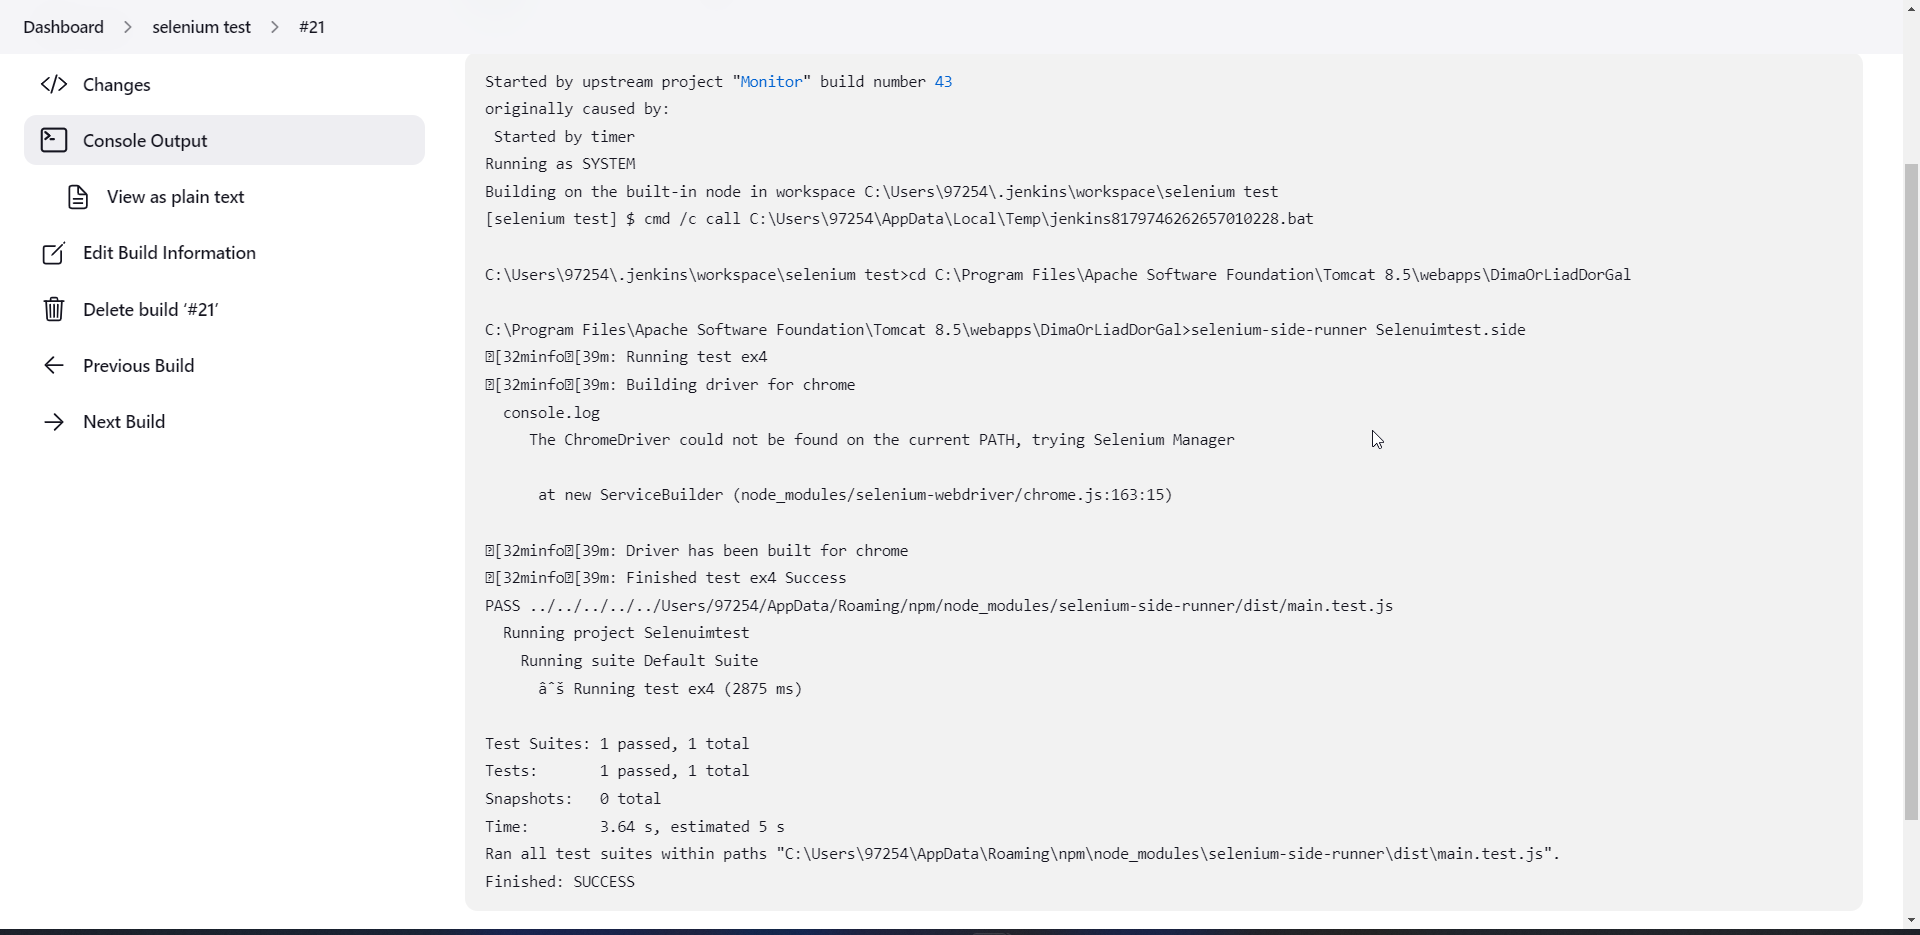 Dashboard > selenium test > #21
Changes
Console Output
View as plain text
Edit Build Information
Delete build ‘#21’
Previous Build
Next Build
Started by upstream project "Monitor" build number 43
originally caused by:
 Started by timer
Running as SYSTEM
Building on the built-in node in workspace C:\Users\97254\.jenkins\workspace\selenium test
[selenium test] $ cmd /c call C:\Users\97254\AppData\Local\Temp\jenkins8179746262657010228.bat
C:\Users\97254\.jenkins\workspace\selenium test>cd C:\Program Files\Apache Software Foundation\Tomcat 8.5\webapps\DimaOrLiadDorGal
C:\Program Files\Apache Software Foundation\Tomcat 8.5\webapps\DimaOrLiadDorGal>selenium-side-runner Selenuimtest.side
[32minfo[39m: Running test ex4
[32minfo[39m: Building driver for chrome
  console.log
     The ChromeDriver could not be found on the current PATH, trying Selenium Manager
      at new ServiceBuilder (node_modules/selenium-webdriver/chrome.js:163:15)
[32minfo[39m: Driver has been built for chrome
[32minfo[39m: Finished test ex4 Success
PASS ../../../../../Users/97254/AppData/Roaming/npm/node_modules/selenium-side-runner/dist/main.test.js
  Running project Selenuimtest
    Running suite Default Suite
      âˆš Running test ex4 (2875 ms)
Test Suites: 1 passed, 1 total
Tests:       1 passed, 1 total
Snapshots:   0 total
Time:        3.64 s, estimated 5 s
Ran all test suites within paths "C:\Users\97254\AppData\Roaming\npm\node_modules\selenium-side-runner\dist\main.test.js".
Finished: SUCCESS